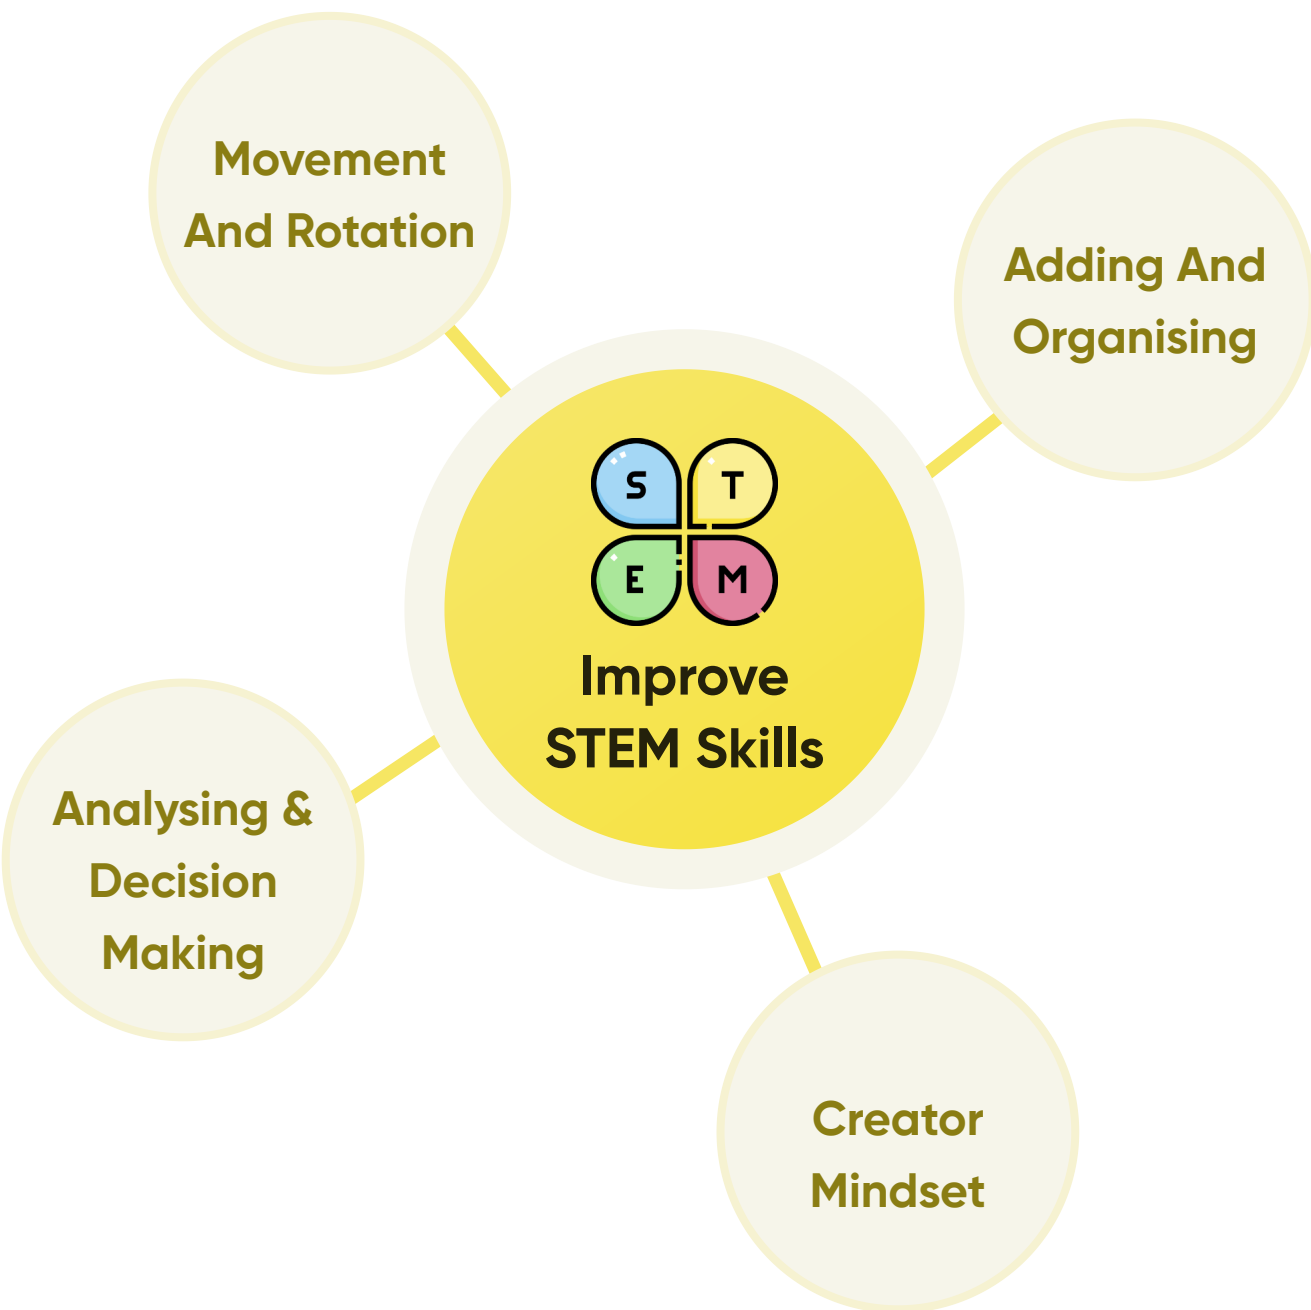 Movement
And Rotation
Adding And
Organising
S T
E M
Improve
STEM Skills
Analysing &
Decision
Making
Creator
Mindset